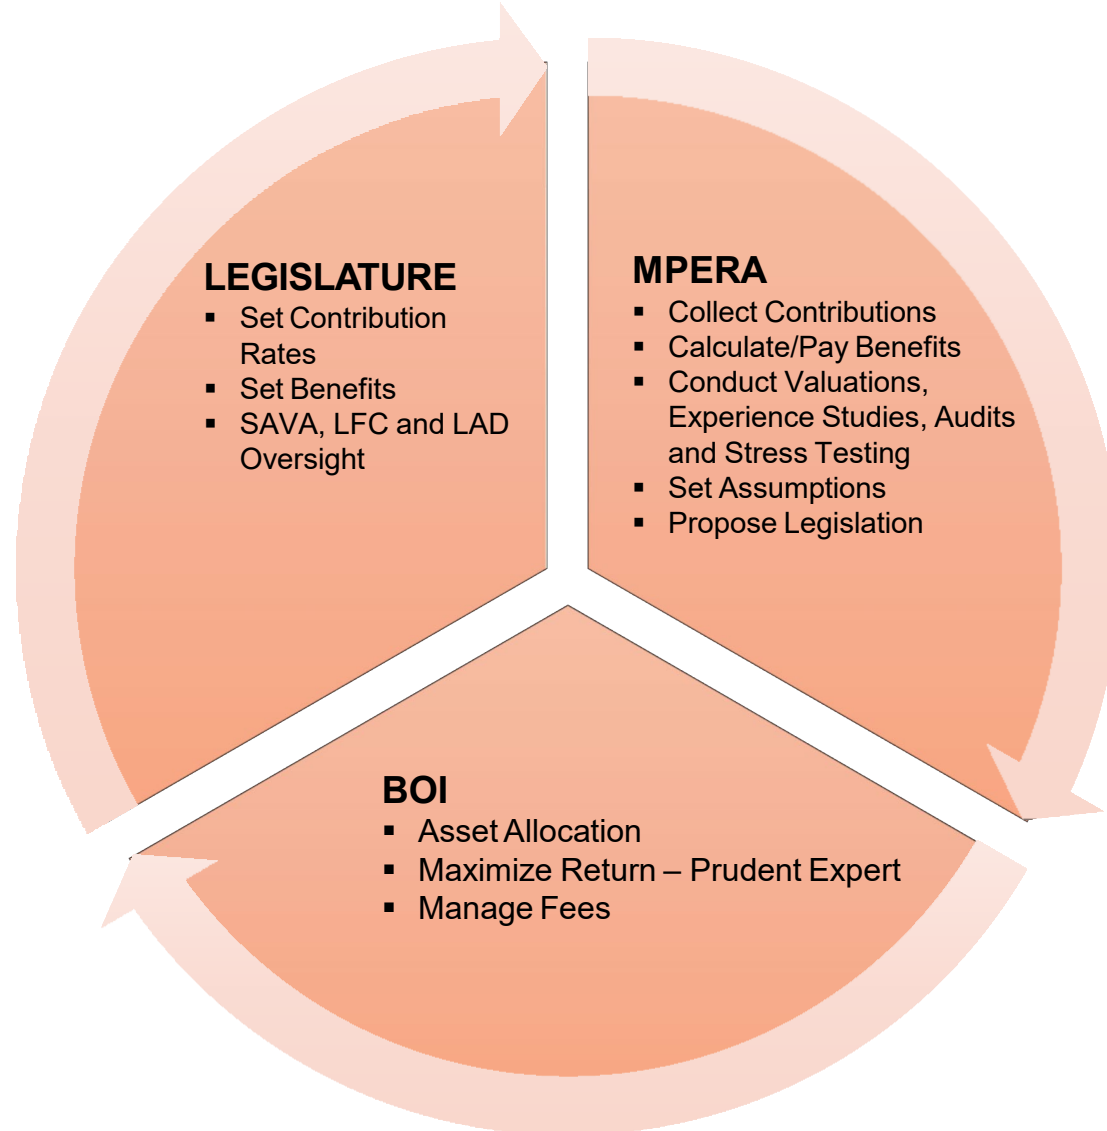 LEGISLATURE
▪ Set Contribution
Rates
▪ Set Benefits
▪ SAVA, LFC and LAD
Oversight
MPERA
▪ Collect Contributions
▪ Calculate/Pay Benefits
▪ Conduct Valuations,
Experience Studies, Audits
and Stress Testing
▪ Set Assumptions
▪ Propose Legislation
BOI
▪ Asset Allocation
▪ Maximize Return – Prudent Expert
▪ Manage Fees